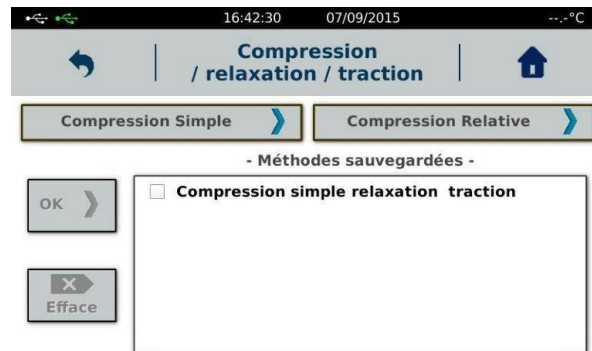 16:42:30 07/09/2015 --.-°C
Compression
/ relaxation / traction
Compression Simple
Compression Relative
- Méthodes sauvegardées -
OK
Compression simple relaxation traction
Efface